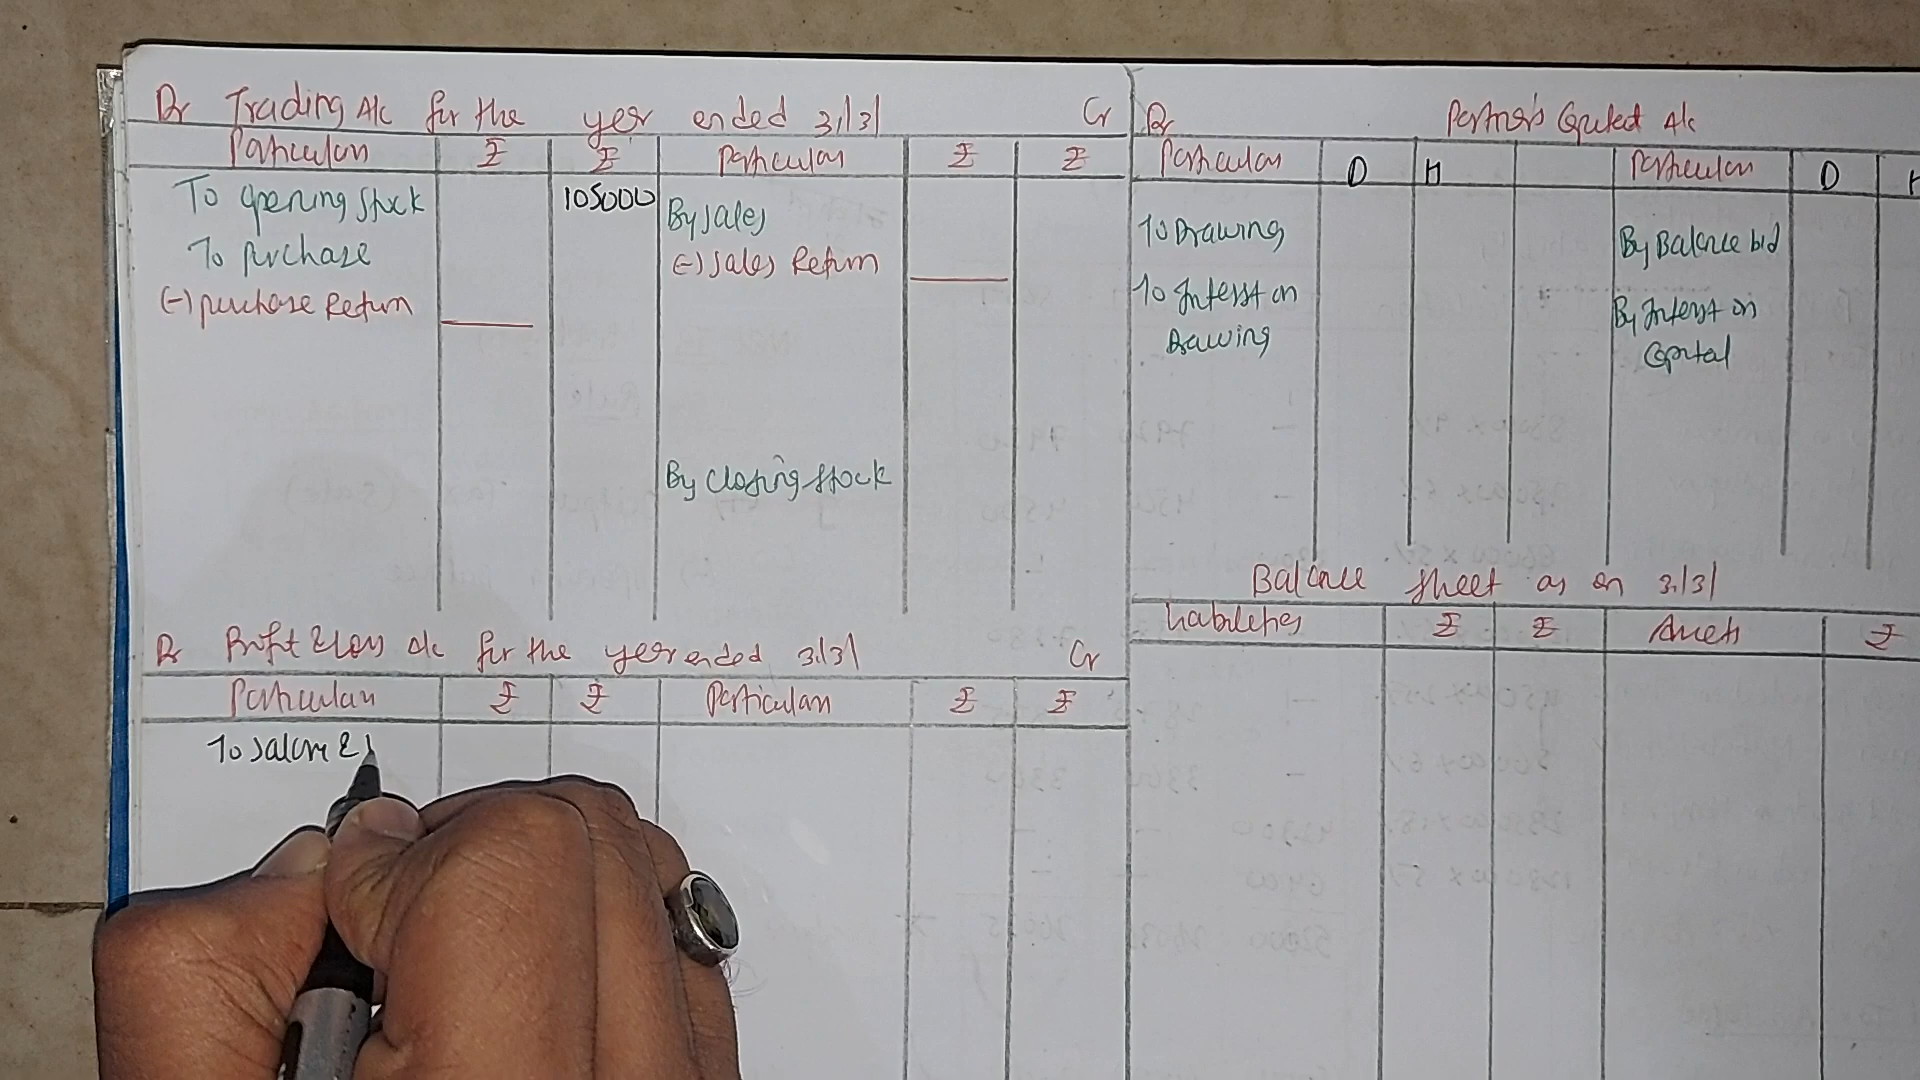 Dr Trading A/c for the year ended 31/3/ Cr
Particulars ₹ ₹ Particulars ₹ ₹
To opening stock 105000
To purchase
(-) purchase Return
By sales
(-) sales Return
By closing stock
Dr Profit & Loss A/c for the year ended 31/3/ Cr
Particulars ₹ ₹ Particulars ₹ ₹
To salary &
Dr Partner's Capital A/c
Particulars D H Particulars D
To Drawing
To Interest on
Drawing
By Balance b/d
By Interest on
Capital
Balance sheet as on 31/3/
Liabilities ₹ ₹ Assets ₹